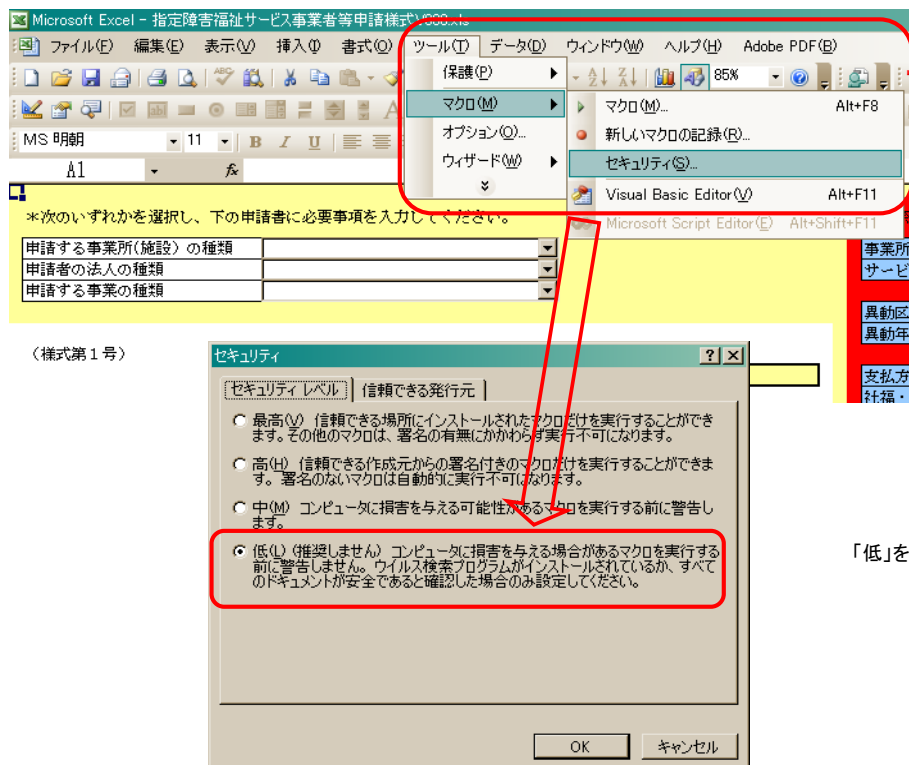 Microsoft Excel - 指定障害福祉サービス事業者等申請様式V600.xls
ファイル(F) 編集(E) 表示(V) 挿入(I) 書式(O) ツール(T) データ(D) ウィンドウ(W) ヘルプ(H) Adobe PDF(B)
85%
保護(P)
マクロ(M)
オプション(O)...
ウィザード(W)
マクロ(M)... Alt+F8
新しいマクロの記録(R)...
セキュリティ(S)...
Visual Basic Editor(V) Alt+F11
Microsoft Script Editor(E) Alt+Shift+F11
MS 明朝 11 B I U
A1 fx
*次のいずれかを選択し、下の申請書に必要事項を入力してください。
申請する事業所(施設)の種類
申請者の法人の種類
申請する事業の種類
事業所
サービ
異動区
異動年
支払方
社福・
(様式第1号)
セキュリティ
セキュリティ レベル 信頼できる発行元
最高(V) 信頼できる場所にインストールされたマクロだけを実行することができ
ます。その他のマクロは、署名の有無にかかわらず実行不可になります。
高(H) 信頼できる作成元からの署名付きのマクロだけを実行することができま
す。署名のないマクロは自動的に実行不可になります。
中(M) コンピュータに損害を与える可能性があるマクロを実行する前に警告し
ます。
低(L) (推奨しません) コンピュータに損害を与える場合があるマクロを実行する
前に警告しません。ウイルス検索プログラムがインストールされているか、すべて
のドキュメントが安全であると確認した場合のみ設定してください。
「低」を
OK キャンセル